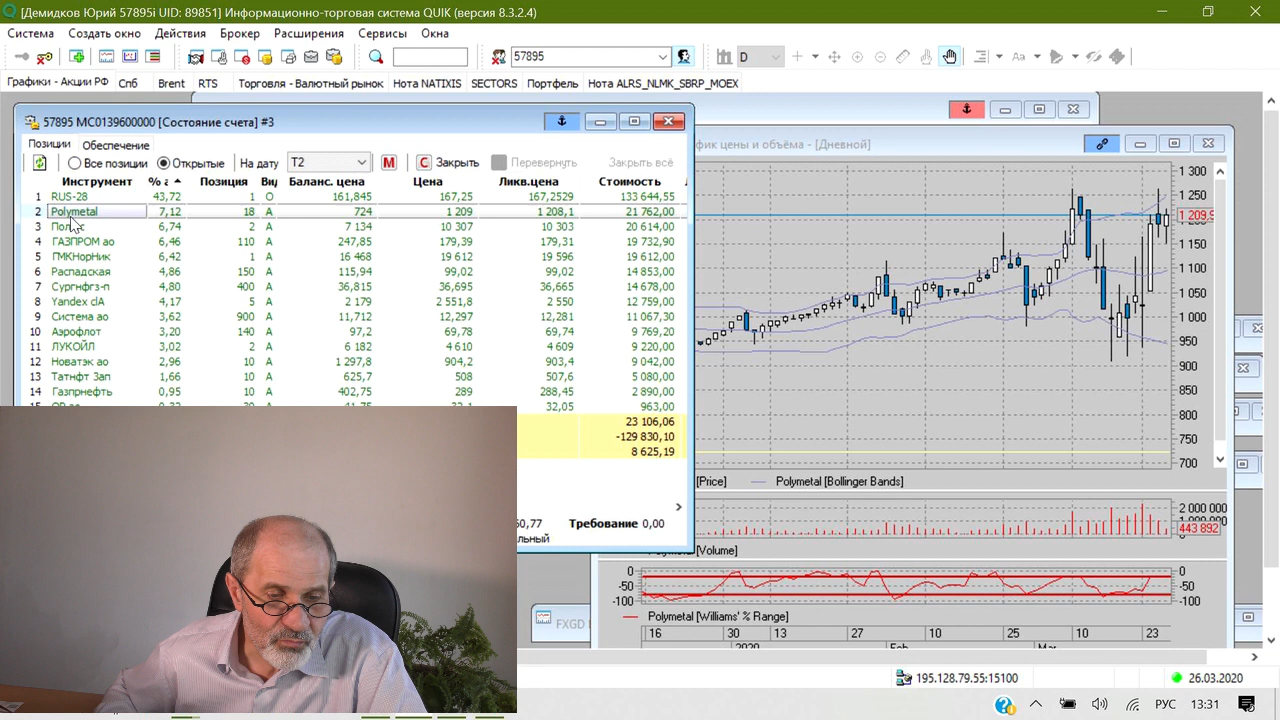 [Демидков Юрий 57895i UID: 89851] Информационно-торговая система QUIK (версия 8.3.2.4)
Система Создать окно Действия Брокер Расширения Сервисы Окна
57895 D Aa
Графики - Акции РФ Спб Brent RTS Торговля - Валютный рынок Нота NATIXIS SECTORS Портфель Нота ALRS_NLMK_SBRP_MOEX
57895 MC0139600000 [Состояние счета] #3
фик цены и объёма - [Дневной]
Позиции Обеспечение
Все позиции Открытые На дату T2 M C Закрыть Перевернуть Закрыть всё
Инструмент Позиция Баланс. цена Цена Ликв.цена Стоимость
1 RUS-28 43,72 1 О 161,845 167,25 167,2529 133 644,55
2 Polymetal 7,12 18 А 724 1 209 1 208,1 21 762,00
3 6,74 2 А 7 134 10 307 10 303 20 614,00
4 ГАЗПРОМ ао 6,46 110 А 247,85 179,39 179,31 19 732,90
5 ГМКНорНик 6,42 1 А 16 468 19 612 19 596 19 612,00
6 Распадская 4,86 150 А 115,94 99,02 99,02 14 853,00
7 Сургнфгз-п 4,80 400 А 36,815 36,695 36,665 14 678,00
8 Yandex clA 4,17 5 А 2 179 2 551,8 2 550 12 759,00
9 Система ао 3,62 900 А 11,712 12,297 12,281 11 067,30
10 Аэрофлот 3,20 140 А 97,2 69,78 69,74 9 769,20
11 ЛУКОЙЛ 3,02 2 А 6 182 4 610 4 609 9 220,00
12 Новатэк ао 2,96 10 А 1 297,8 904,2 903,4 9 042,00
13 Татнфт 3ап 1,66 10 А 625,7 508 507,6 5 080,00
14 Газпрнефть 0,95 10 А 402,75 289 288,45 2 890,00
32,05 963,00
23 106,06
-129 830,10
8 625,19
Требование 0,00
1 300
1 250
1 209,9
1 150
1 100
1 050
1 000
950
900
850
800
750
700
[Price] Polymetal [Bollinger Bands]
2 000 000
443 892
[Volume]
0 0
-50 -50
-100 -100
Polymetal [Williams' % Range]
16 30 13 27 10 25 10 23
2020 Feb Mar
FXGD
195.128.79.55:15100 26.03.2020
РУС 13:31